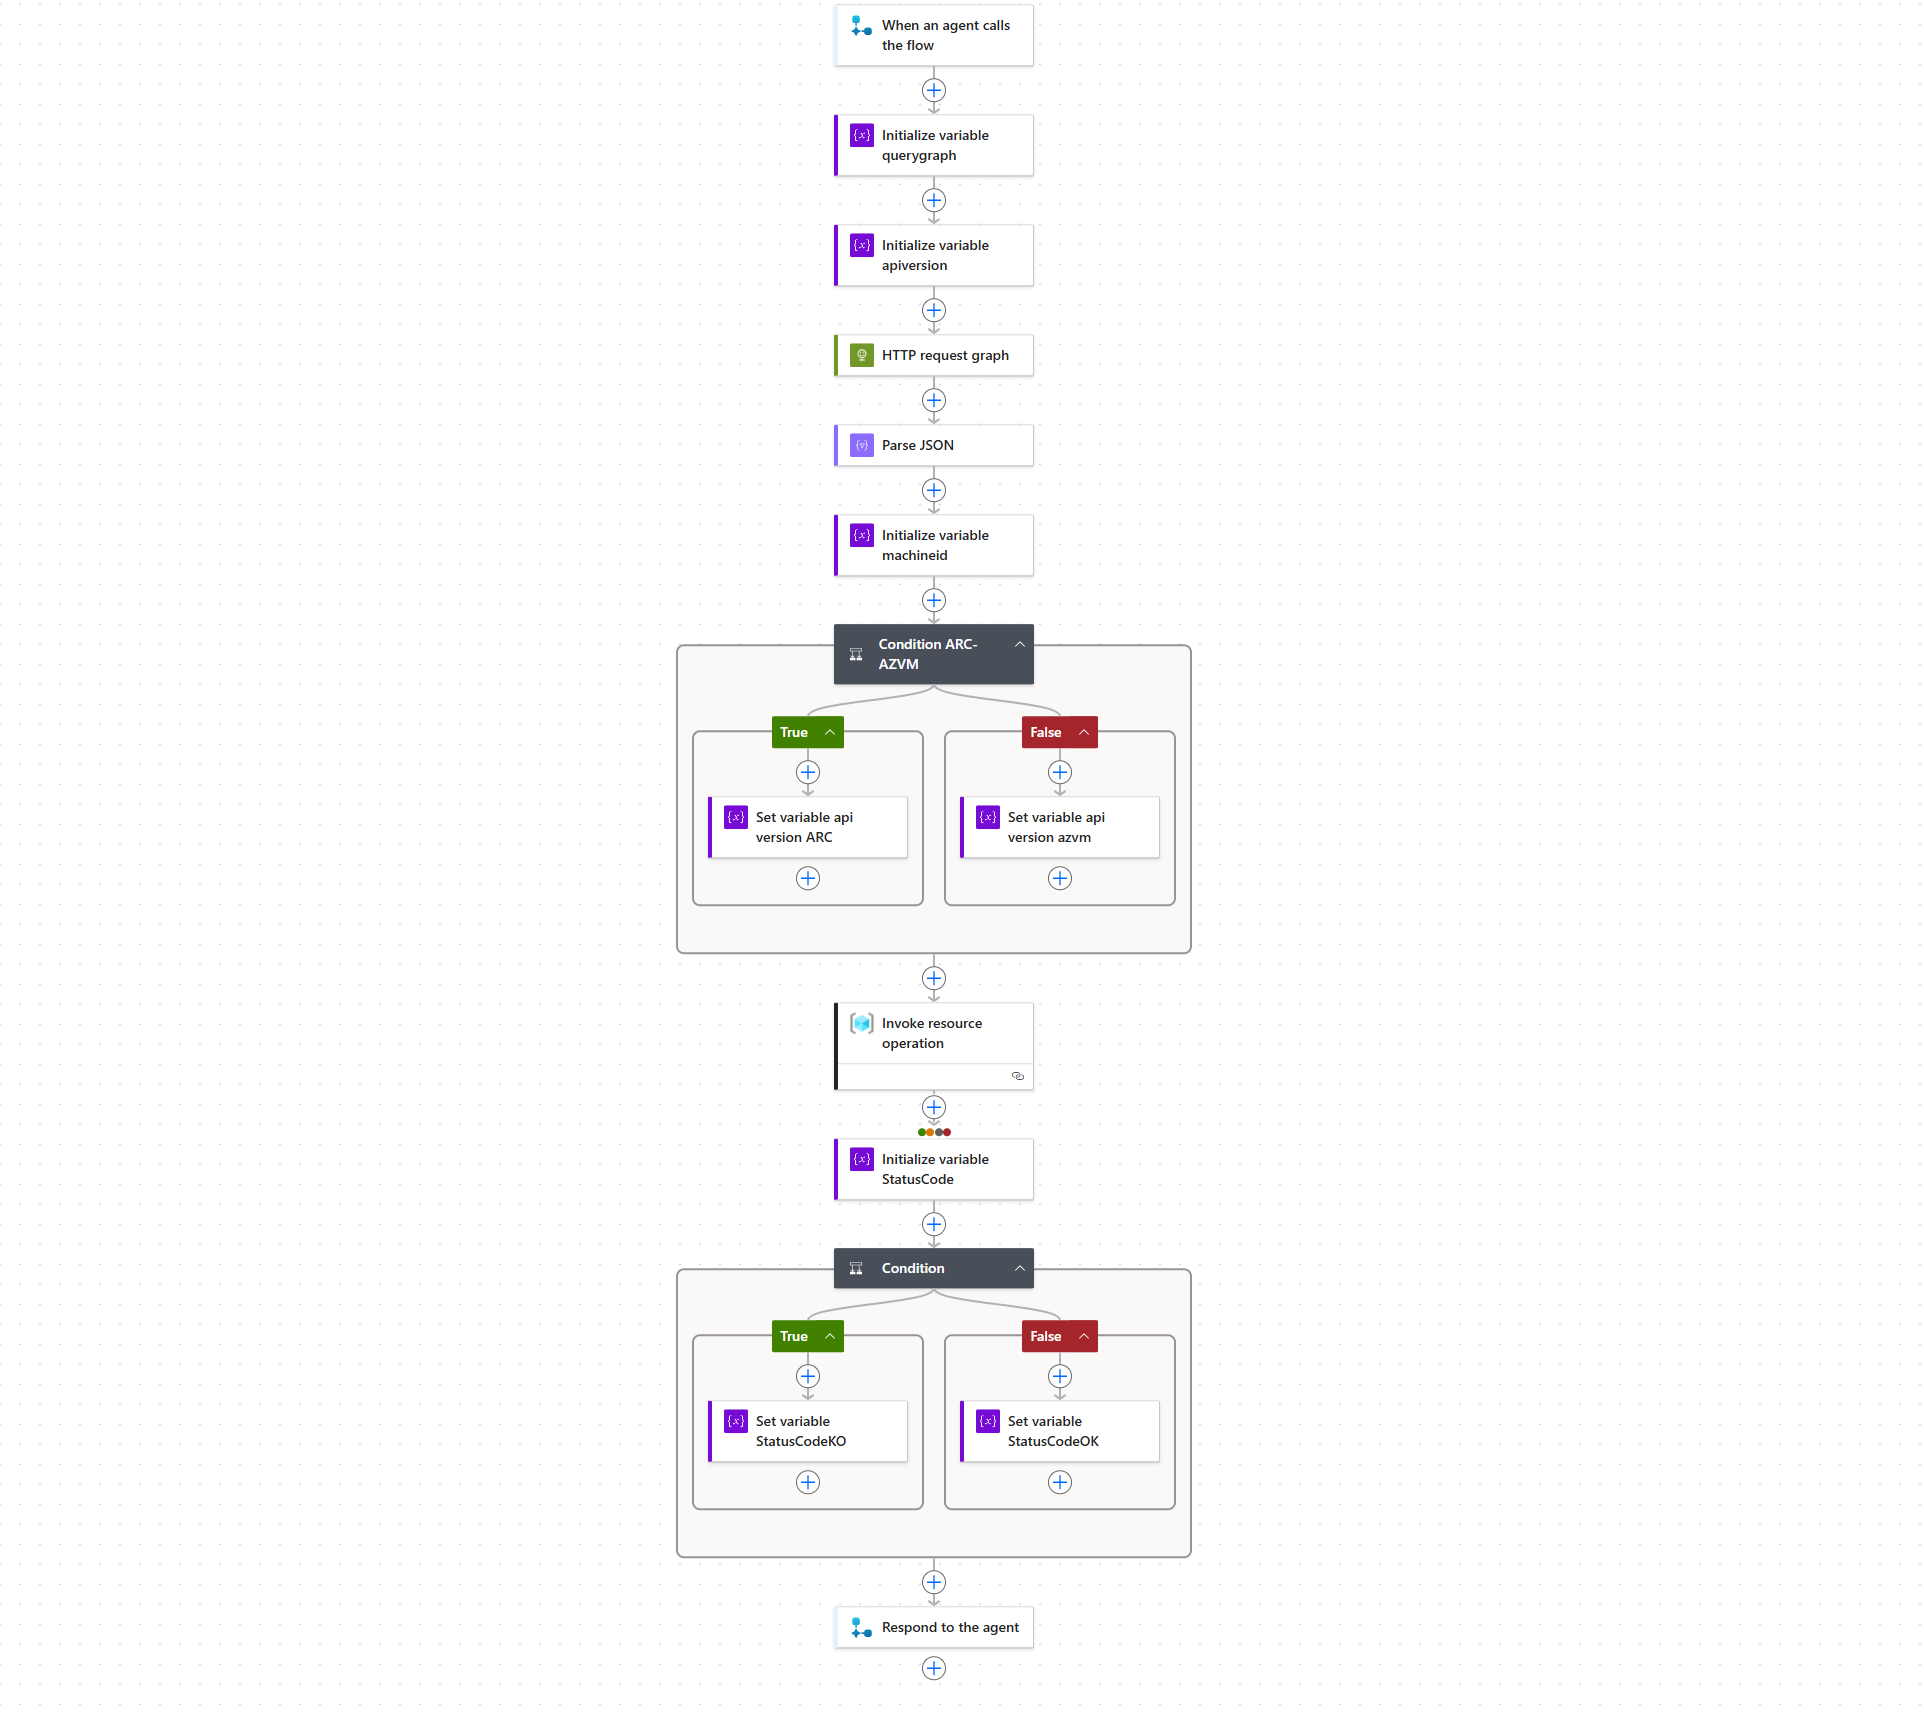 When an agent calls
the flow
Initialize variable
querygraph
Initialize variable
apiversion
HTTP request graph
Parse JSON
Initialize variable
machineid
Condition ARC-
AZVM
True
False
Set variable api
version ARC
Set variable api
version azvm
Invoke resource
operation
Initialize variable
StatusCode
Condition
True
False
Set variable
StatusCodeKO
Set variable
StatusCodeOK
Respond to the agent